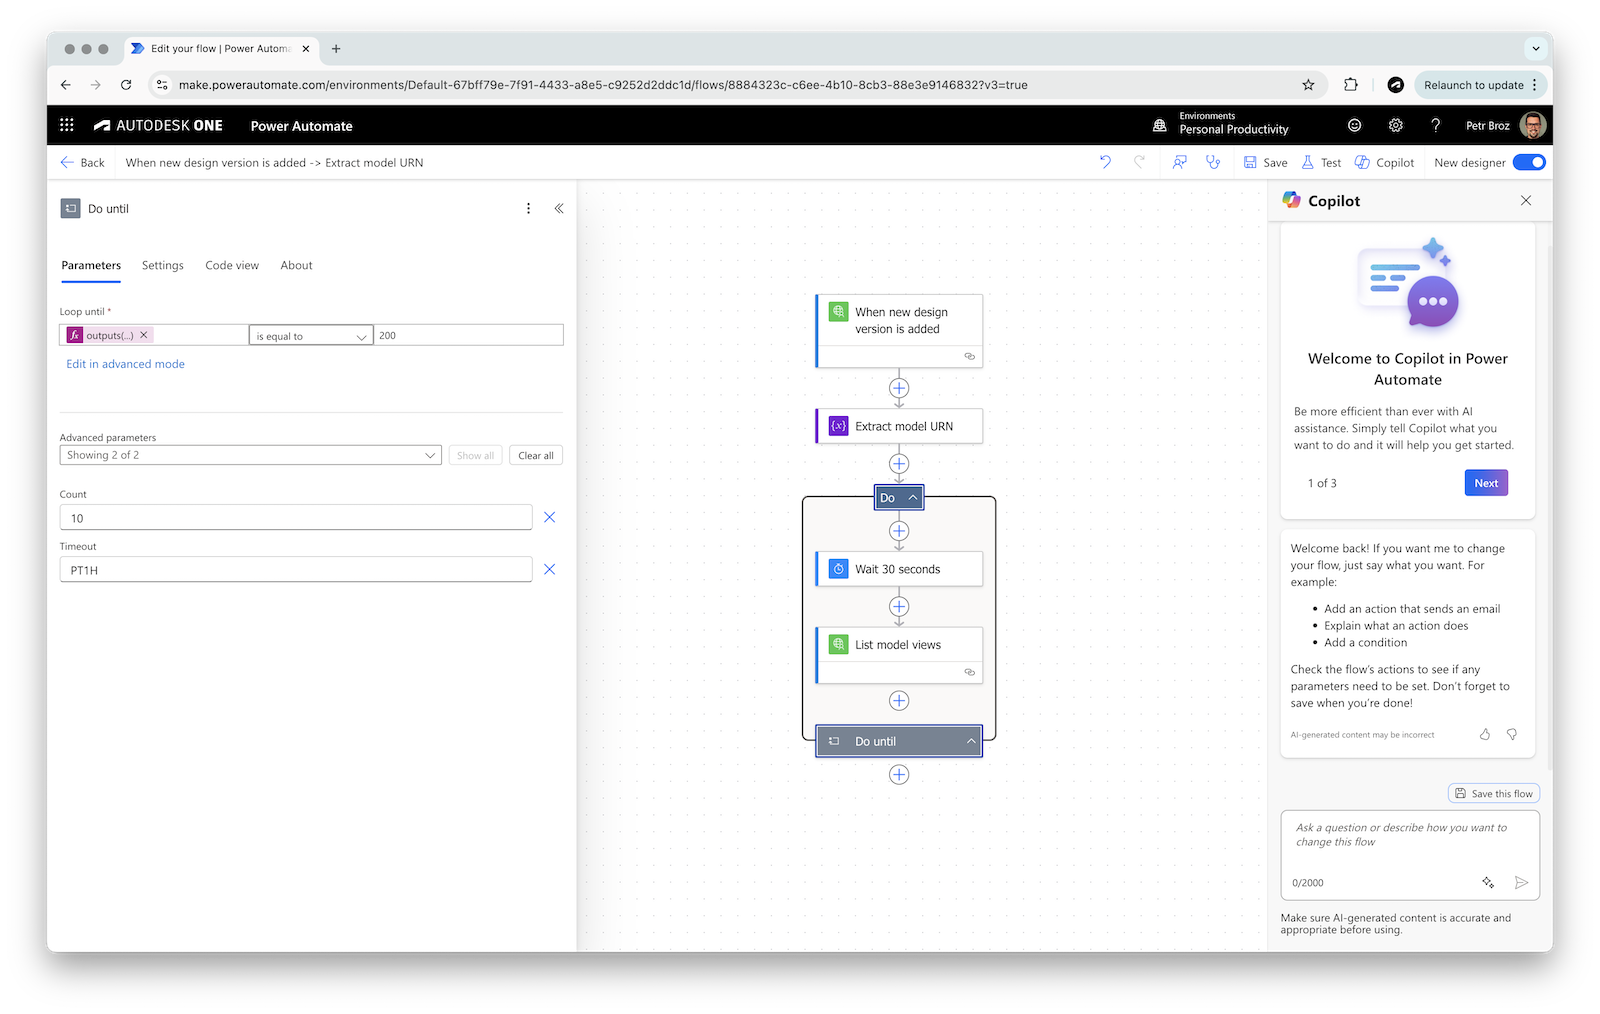 Edit your flow | Power Automa
make.powerautomate.com/environments/Default-67bff79e-7f91-4433-a8e5-c9252d2ddc1d/flows/8884323c-c6ee-4b10-8cb3-88e3e9146832?v3=true
Relaunch to update
AUTODESK ONE
Power Automate
Environments
Personal Productivity
?
Petr Broz
Back
When new design version is added -> Extract model URN
Save
Test
Copilot
New designer
Do until
Parameters
Settings
Code view
About
Loop until *
fx outputs(...)
is equal to
200
Edit in advanced mode
Advanced parameters
Showing 2 of 2
Show all
Clear all
Count
10
Timeout
PT1H
When new design
version is added
{x} Extract model URN
Do
Wait 30 seconds
List model views
Do until
Copilot
Welcome to Copilot in Power
Automate
Be more efficient than ever with AI
assistance. Simply tell Copilot what you
want to do and it will help you get started.
1 of 3
Next
Welcome back! If you want me to change
your flow, just say what you want. For
example:
• Add an action that sends an email
• Explain what an action does
• Add a condition
Check the flow's actions to see if any
parameters need to be set. Don't forget to
save when you're done!
AI-generated content may be incorrect
Save this flow
Ask a question or describe how you want to
change this flow
0/2000
Make sure AI-generated content is accurate and
appropriate before using.